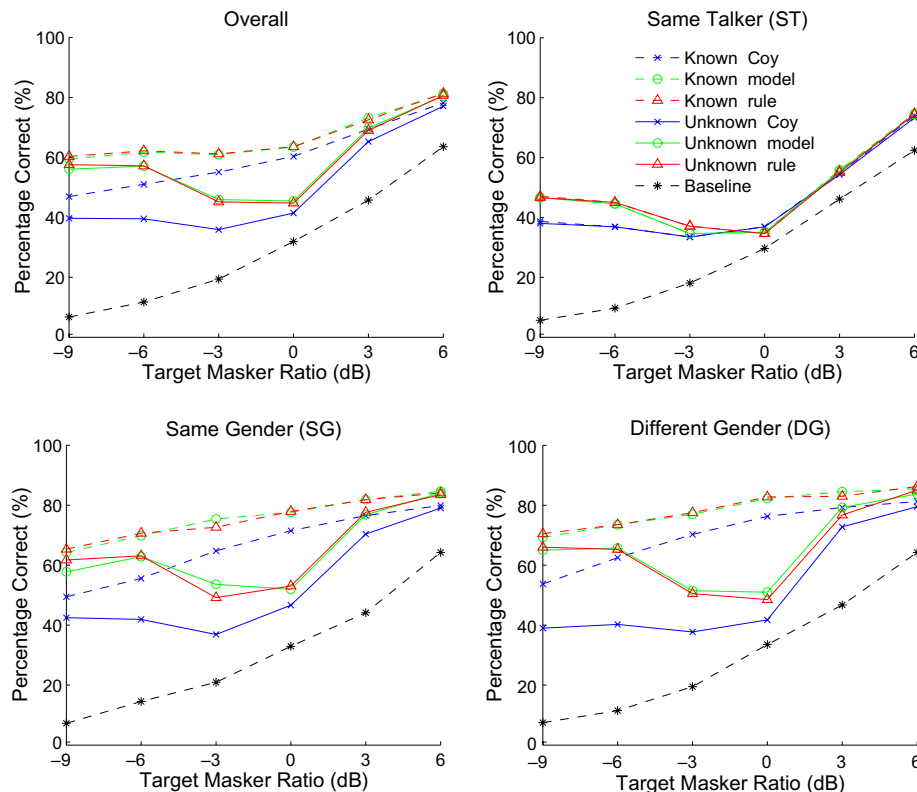 Overall
Percentage Correct (%)
100
80
60
40
20
0
–9 –6 –3 0 3 6
Target Masker Ratio (dB)
Same Talker (ST)
Percentage Correct (%)
100
80
60
40
20
0
Known Coy
Known model
Known rule
Unknown Coy
Unknown model
Unknown rule
Baseline
–9 –6 –3 0 3 6
Target Masker Ratio (dB)
Same Gender (SG)
Percentage Correct (%)
100
80
60
40
20
0
–9 –6 –3 0 3 6
Target Masker Ratio (dB)
Different Gender (DG)
Percentage Correct (%)
100
80
60
40
20
0
–9 –6 –3 0 3 6
Target Masker Ratio (dB)